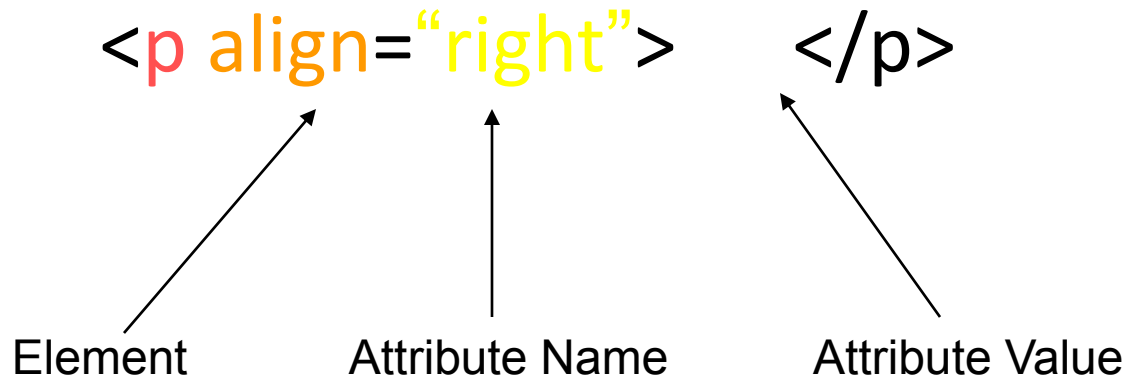 <p align=“right”> </p>
Element Attribute Name Attribute Value